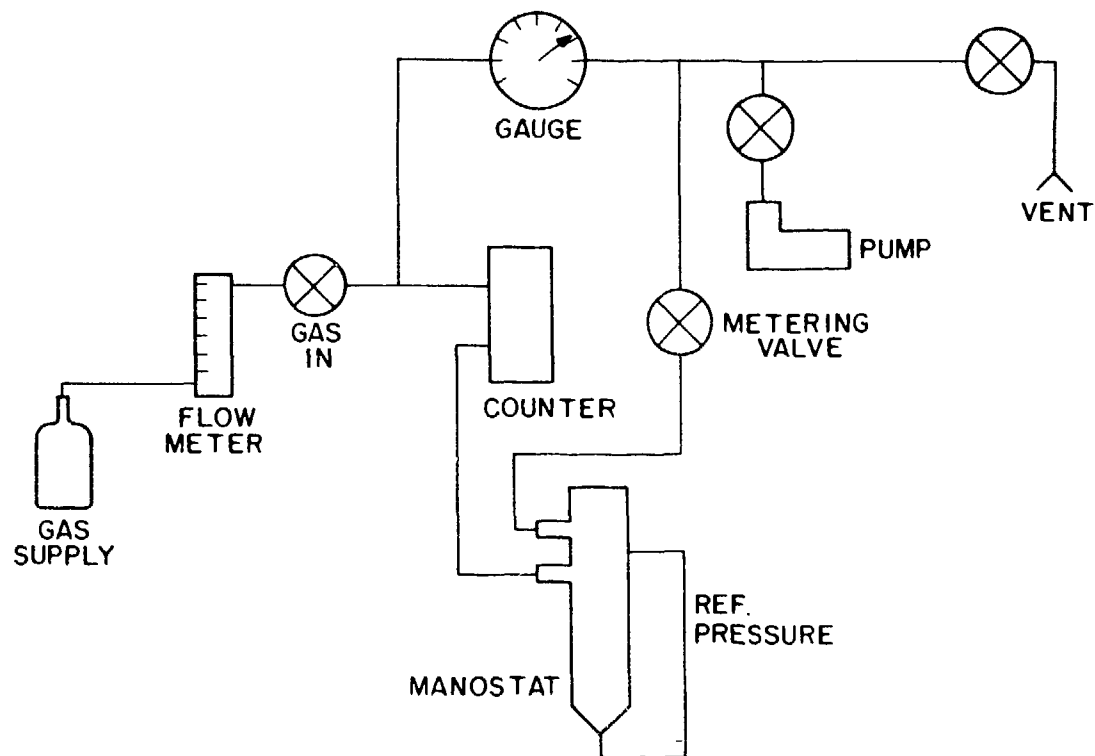 GAUGE
VENT
PUMP
GAS
IN
METERING
VALVE
COUNTER
FLOW
METER
GAS
SUPPLY
REF.
PRESSURE
MANOSTAT